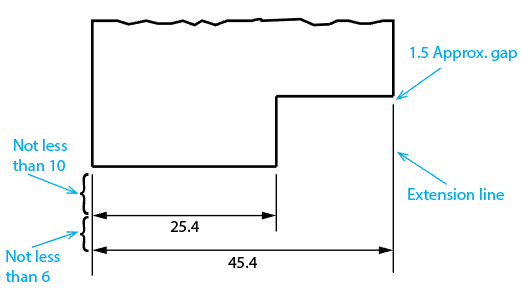 1.5 Approx. gap
Not less
than 10
Extension line
25.4
Not less
than 6
45.4